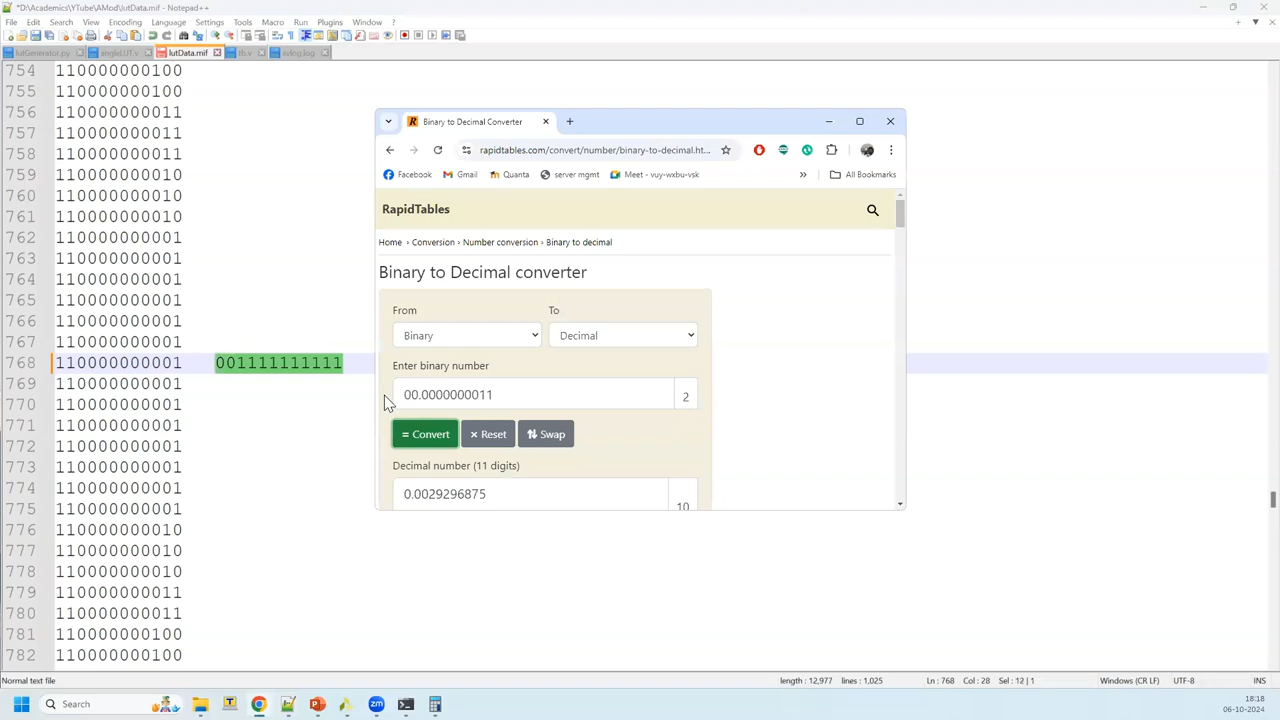 *D:\Academics\YTube\AMod\lutData.mif - Notepad++
File Edit Search View Encoding Language Settings Tools Macro Run Plugins Window ?
lutGenerator.py angleLUT.v lutData.mif tb.v xvlog.log
754 110000000100
755 110000000100
756 110000000011
757 110000000011
758 110000000011
759 110000000010
760 110000000010
761 110000000010
762 110000000001
763 110000000001
764 110000000001
765 110000000001
766 110000000001
767 110000000001
768 110000000001 001111111111
769 110000000001
770 110000000001
771 110000000001
772 110000000001
773 110000000001
774 110000000001
775 110000000001
776 110000000010
777 110000000010
778 110000000010
779 110000000011
780 110000000011
781 110000000100
782 110000000100
Binary to Decimal Converter
rapidtables.com/convert/number/binary-to-decimal.ht...
Facebook Gmail Quanta server mgmt Meet - vuy-wxbu-vsk » All Bookmarks
RapidTables
Home › Conversion › Number conversion › Binary to decimal
Binary to Decimal converter
From To
Binary Decimal
Enter binary number
00.0000000011 2
= Convert × Reset Swap
Decimal number (11 digits)
0.0029296875 10
Normal text file length : 12,977 lines : 1,025 Ln : 768 Col : 28 Sel : 12 | 1 Windows (CR LF) UTF-8 INS
Search
18:18
06-10-2024